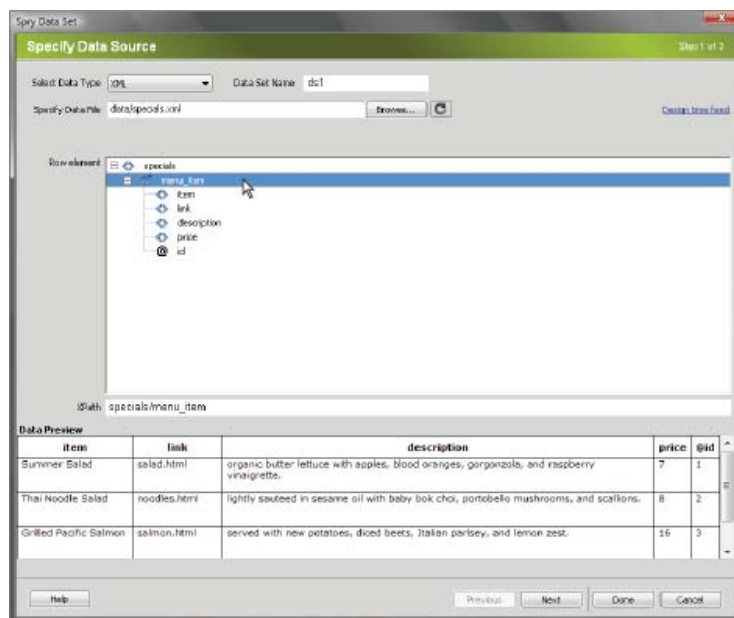 Spry Data Set
Specify Data Source
Step 1 of 3
Select Data Type XML Data Set Name ds1
Specify Data File data/specials.xml Browse... Design time feed
Row element
specials
menu_item
item
link
description
price
@ id
XPath specials/menu_item
Data Preview
item link description price @id
Summer Salad salad.html organic butter lettuce with apples, blood oranges, gorgonzola, and raspberry vinaigrette. 7 1
Thai Noodle Salad noodles.html lightly sauteed in sesame oil with baby bok choi, portobello mushrooms, and scallions. 8 2
Grilled Pacific Salmon salmon.html served with new potatoes, diced beets, Italian parlsey, and lemon zest. 16 3
Help Previous Next Done Cancel